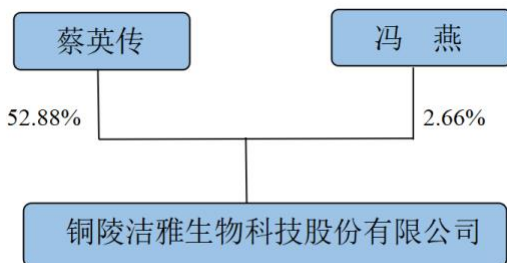 蔡英传
冯 燕
52.88%
2.66%
铜陵洁雅生物科技股份有限公司